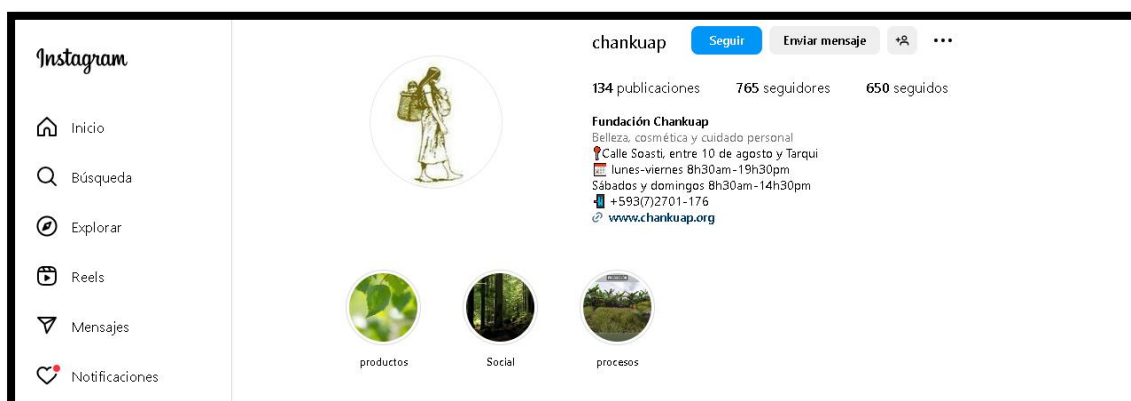 Instagram
Inicio
Búsqueda
Explorar
Reels
Mensajes
Notificaciones
chankuap Seguir Enviar mensaje
134 publicaciones 765 seguidores 650 seguidos
Fundación Chankuap
Belleza, cosmética y cuidado personal
Calle Soasti, entre 10 de agosto y Tarqui
lunes-viernes 8h30am-19h30pm
Sábados y domingos 8h30am-14h30pm
+593(7)2701-176
www.chankuap.org
productos Social procesos